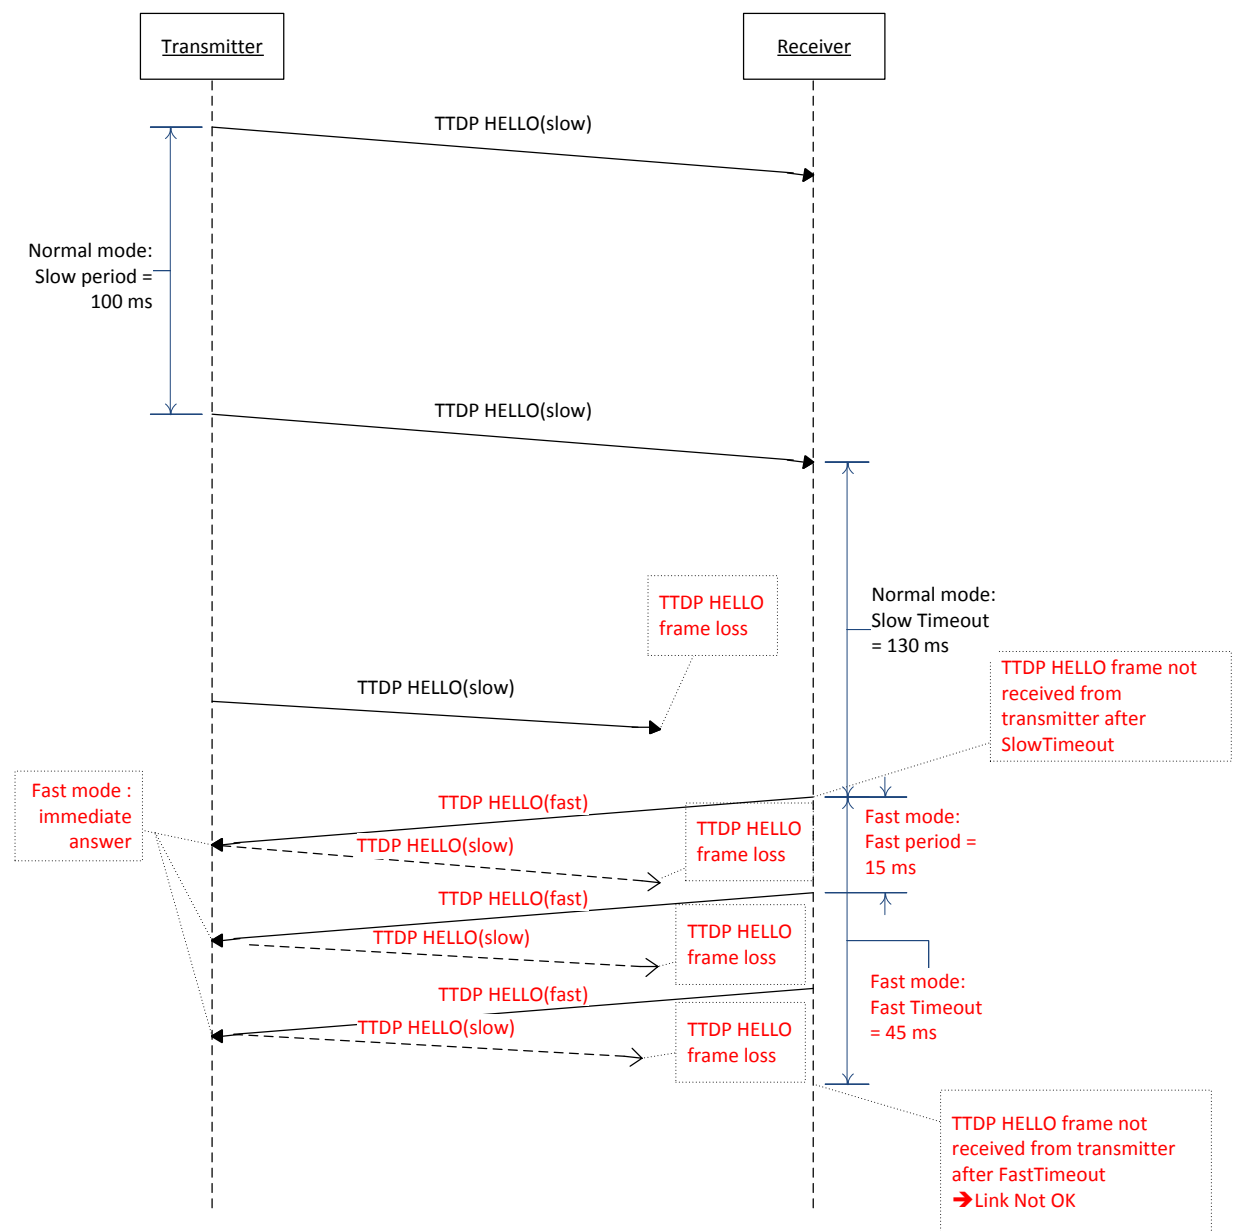 Transmitter
Receiver
TTDP HELLO(slow)
Normal mode:
Slow period =
100 ms
TTDP HELLO(slow)
TTDP HELLO
frame loss
Normal mode:
Slow Timeout
= 130 ms
TTDP HELLO(slow)
TTDP HELLO frame not
received from
transmitter after
SlowTimeout
Fast mode :
immediate
answer
TTDP HELLO(fast)
TTDP HELLO(slow)
TTDP HELLO
frame loss
Fast mode:
Fast period =
15 ms
TTDP HELLO(fast)
TTDP HELLO(slow)
TTDP HELLO
frame loss
TTDP HELLO(fast)
TTDP HELLO(slow)
TTDP HELLO
frame loss
Fast mode:
Fast Timeout
= 45 ms
TTDP HELLO frame not
received from transmitter
after FastTimeout
➔Link Not OK